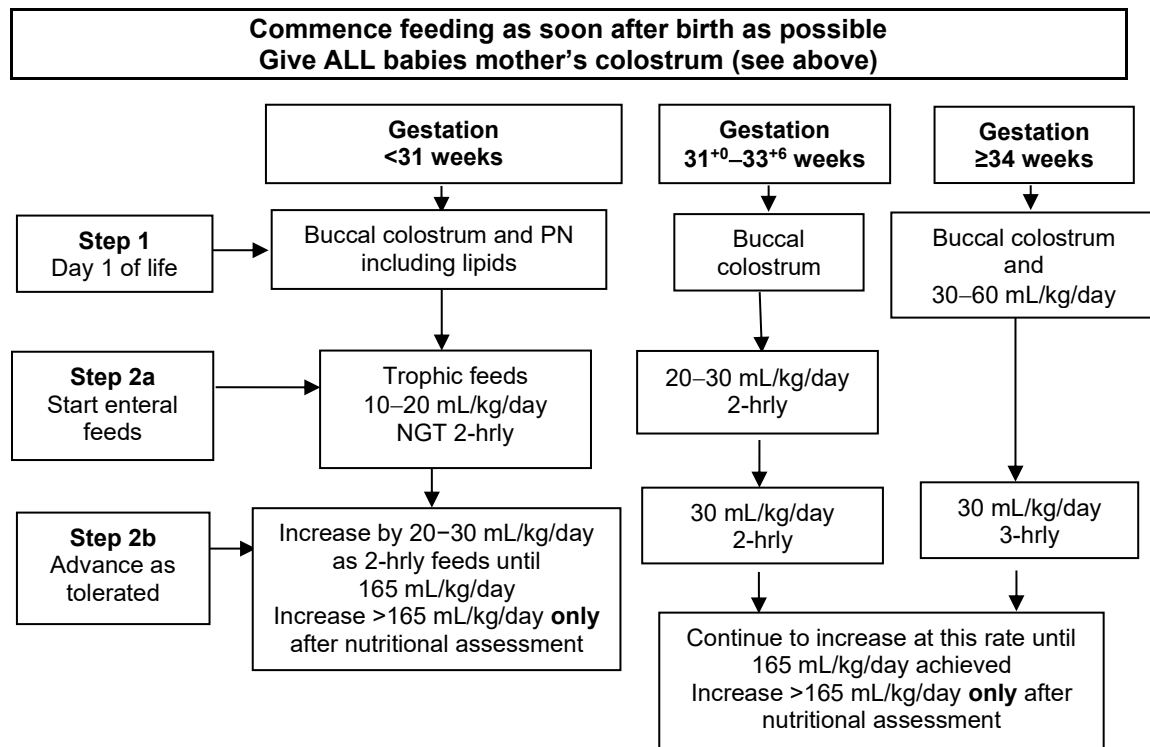 Commence feeding as soon after birth as possible
Give ALL babies mother’s colostrum (see above)
Gestation
<31 weeks
Gestation
31⁺⁰–33⁺⁶ weeks
Gestation
≥34 weeks
Step 1
Day 1 of life
Buccal colostrum and PN
including lipids
Buccal
colostrum
Buccal colostrum
and
30–60 mL/kg/day
Step 2a
Start enteral
feeds
Trophic feeds
10–20 mL/kg/day
NGT 2-hrly
20–30 mL/kg/day
2-hrly
Step 2b
Advance as
tolerated
Increase by 20−30 mL/kg/day
as 2-hrly feeds until
165 mL/kg/day
Increase >165 mL/kg/day only
after nutritional assessment
30 mL/kg/day
2-hrly
30 mL/kg/day
3-hrly
Continue to increase at this rate until
165 mL/kg/day achieved
Increase >165 mL/kg/day only after
nutritional assessment